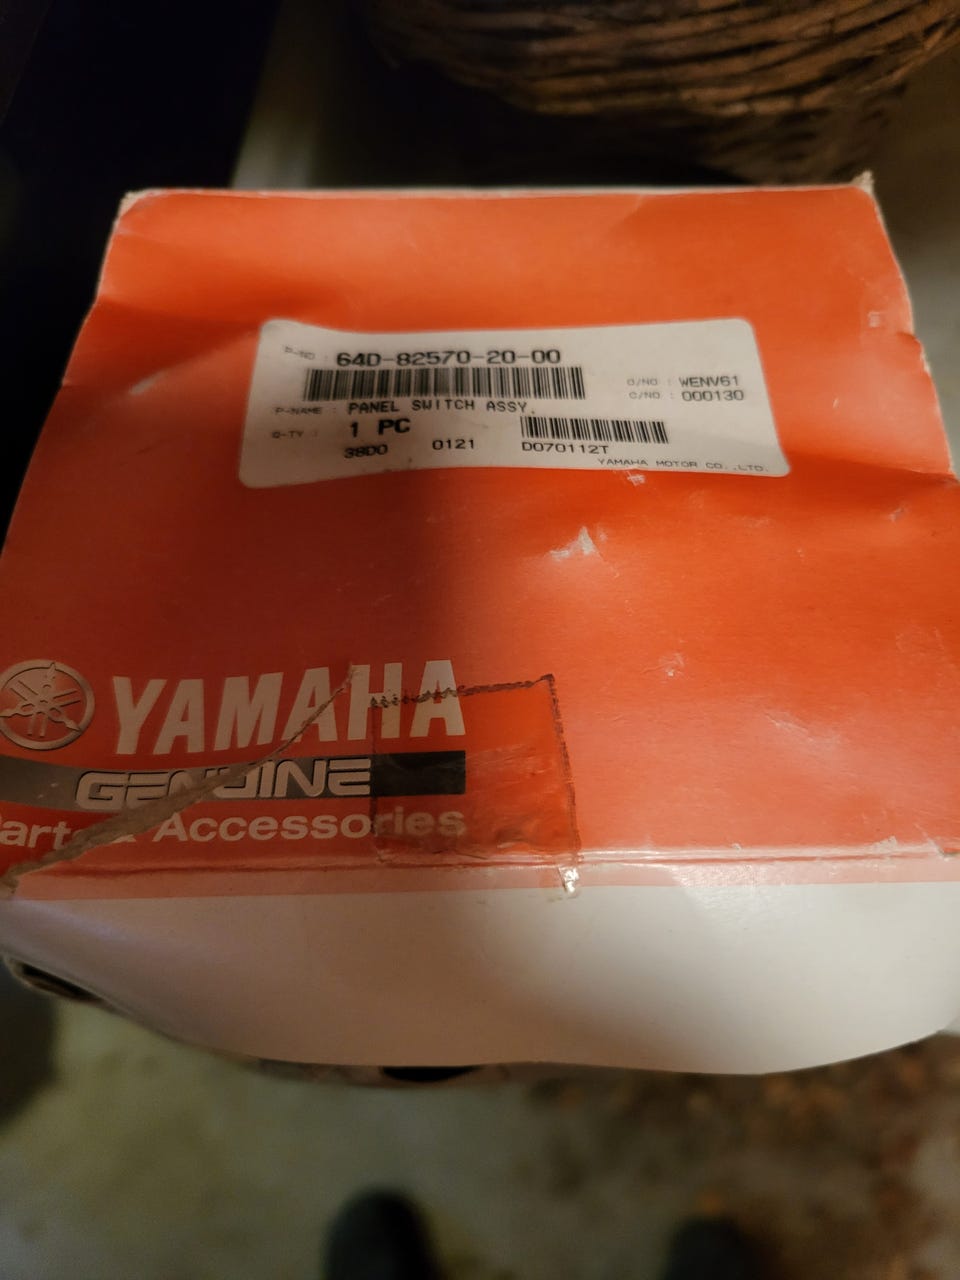 P-NO : 64D-82570-20-00
O/NO : WENV61
C/NO : 000130
P-NAME : PANEL SWITCH ASSY.
Q-TY : 1 PC
38D0 0121 D070112T
YAMAHA MOTOR CO.,LTD.
YAMAHA
GENUINE
Parts & Accessories